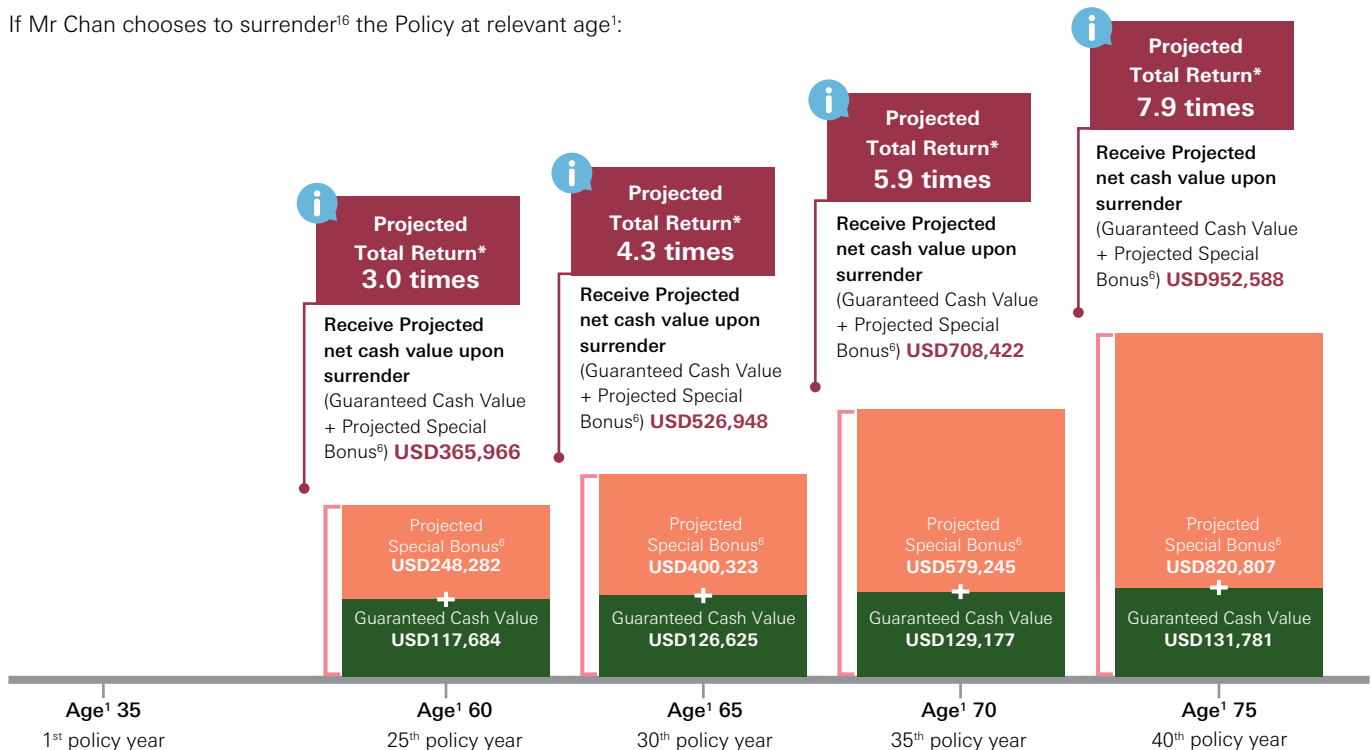 If Mr Chan chooses to surrender¹⁶ the Policy at relevant age¹:
Projected
Total Return*
3.0 times
Receive Projected
net cash value upon
surrender
(Guaranteed Cash Value
+ Projected Special
Bonus⁶) USD365,966
Projected
Special Bonus⁶
USD248,282
+
Guaranteed Cash Value
USD117,684
Projected
Total Return*
4.3 times
Receive Projected
net cash value upon
surrender
(Guaranteed Cash Value
+ Projected Special
Bonus⁶) USD526,948
Projected
Special Bonus⁶
USD400,323
+
Guaranteed Cash Value
USD126,625
Projected
Total Return*
5.9 times
Receive Projected
net cash value upon
surrender
(Guaranteed Cash Value
+ Projected Special
Bonus⁶) USD708,422
Projected
Special Bonus⁶
USD579,245
+
Guaranteed Cash Value
USD129,177
Projected
Total Return*
7.9 times
Receive Projected
net cash value upon
surrender
(Guaranteed Cash Value
+ Projected Special
Bonus⁶) USD952,588
Projected
Special Bonus⁶
USD820,807
+
Guaranteed Cash Value
USD131,781
Age¹ 35
1st policy year
Age¹ 60
25th policy year
Age¹ 65
30th policy year
Age¹ 70
35th policy year
Age¹ 75
40th policy year